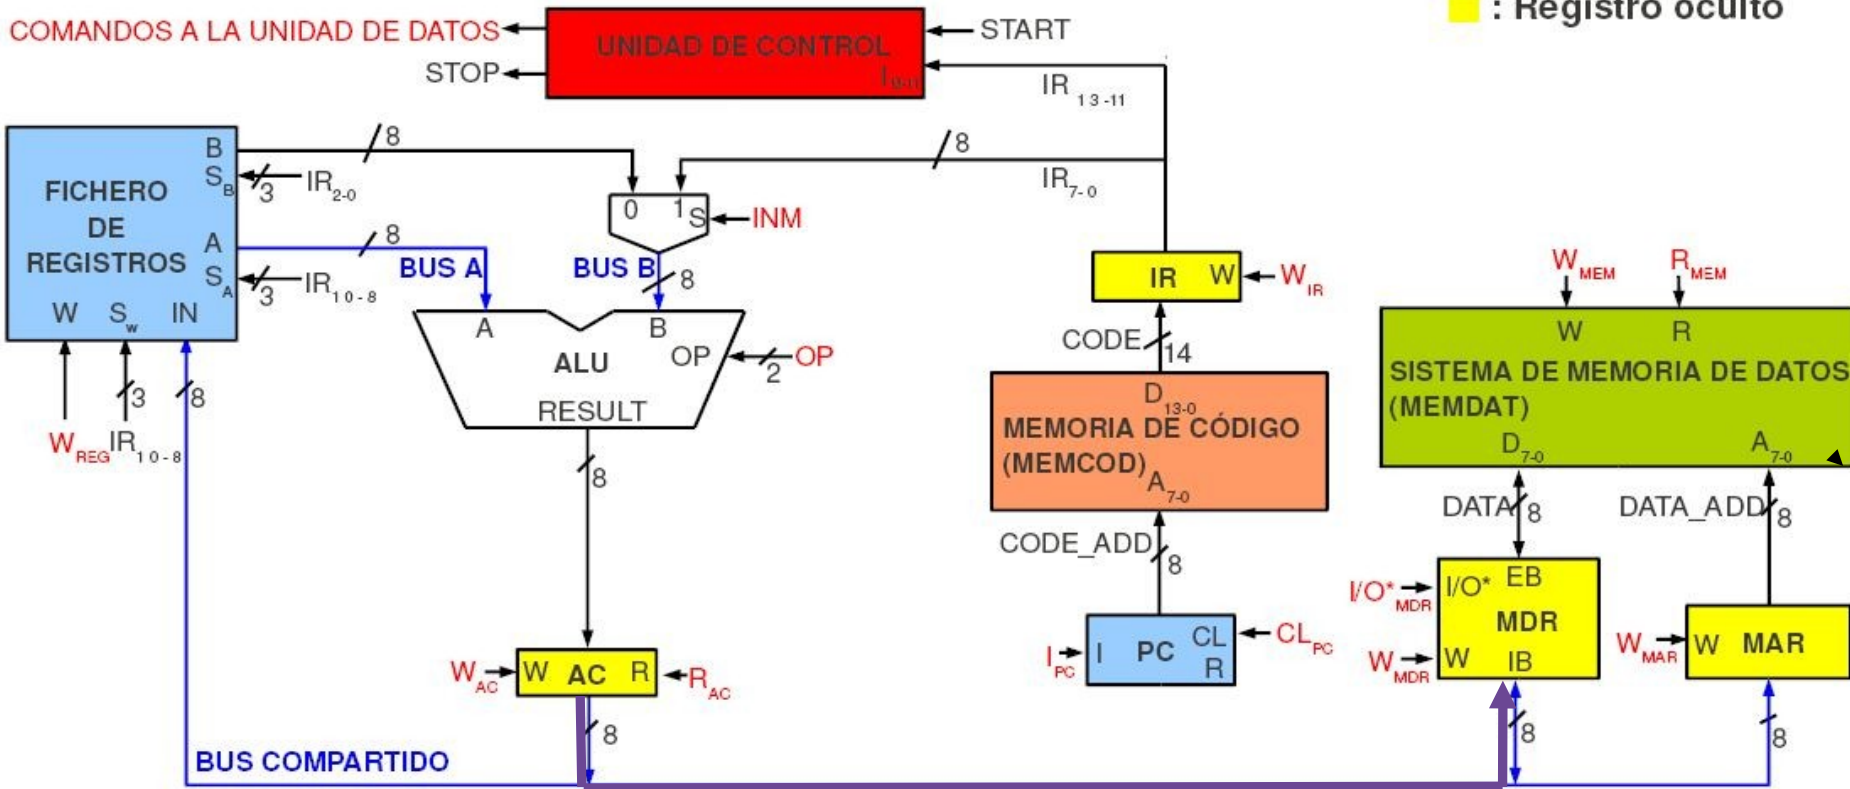 : Registro oculto
COMANDOS A LA UNIDAD DE DATOS
STOP
UNIDAD DE CONTROL
START
IR 13-11
8
IR7-0
FICHERO
DE
REGISTROS
B
SB
A
SA
W Sw IN
8
3
IR2-0
8
3
IR10-8
BUS A
BUS B
8
0 1 S
INM
A B
ALU
OP
2
OP
RESULT
8
3
8
WREG
IR10-8
WAC
W AC R
RAC
8
BUS COMPARTIDO
IR W
WIR
CODE
14
D13-0
MEMORIA DE CÓDIGO
(MEMCOD)
A7-0
CODE_ADD
8
IPC
I PC CL
R
CLPC
WMEM
RMEM
W R
SISTEMA DE MEMORIA DE DATOS
(MEMDAT)
D7-0
A7-0
DATA
8
DATA_ADD
8
I/O*MDR
I/O* EB
MDR
WMDR
W IB
WMAR
W MAR
8
8